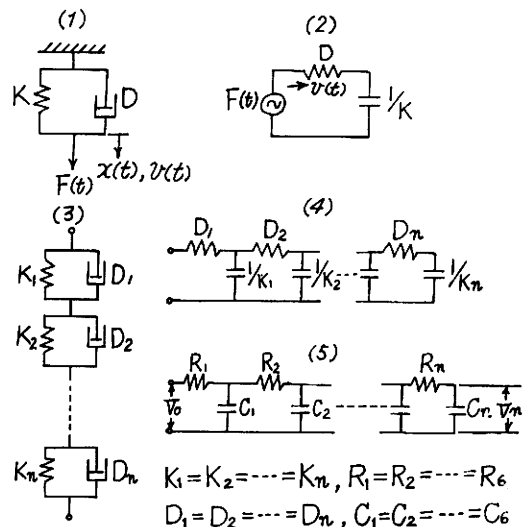 (1)
K
D
F(t)
x(t), v(t)
(2)
D
F(t)
v(t)
1/K
(3)
K1
D1
K2
D2
Kn
Dn
(4)
D1
D2
Dn
1/K1
1/K2
1/Kn
(5)
R1
R2
Rn
V0
C1
C2
Cn
Vn
K1=K2=-----=Kn, R1=R2=-----=R6
D1=D2=-----=Dn, C1=C2=-----=C6